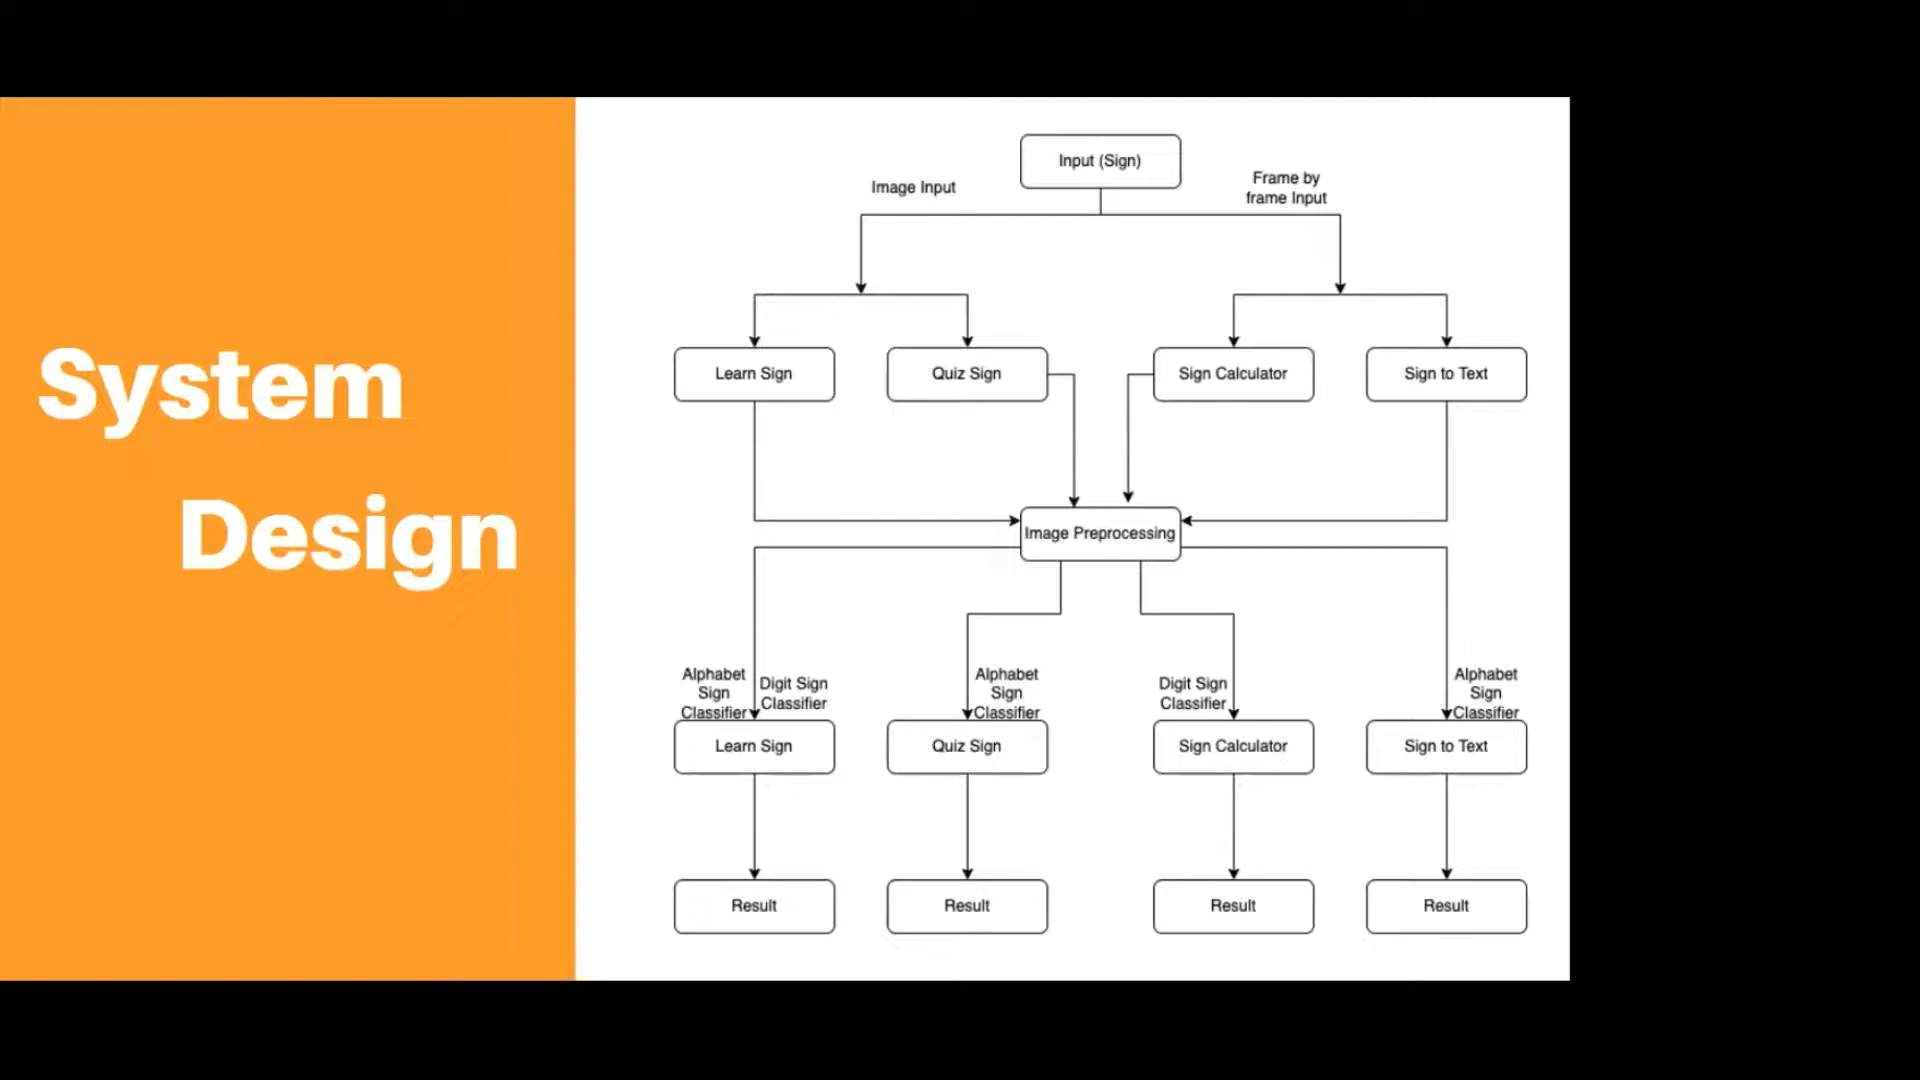 System
Design
Input (Sign)
Image Input
Frame by
frame Input
Learn Sign
Quiz Sign
Sign Calculator
Sign to Text
Image Preprocessing
Alphabet
Sign
Classifier
Digit Sign
Classifier
Alphabet
Sign
Classifier
Digit Sign
Classifier
Alphabet
Sign
Classifier
Learn Sign
Quiz Sign
Sign Calculator
Sign to Text
Result
Result
Result
Result